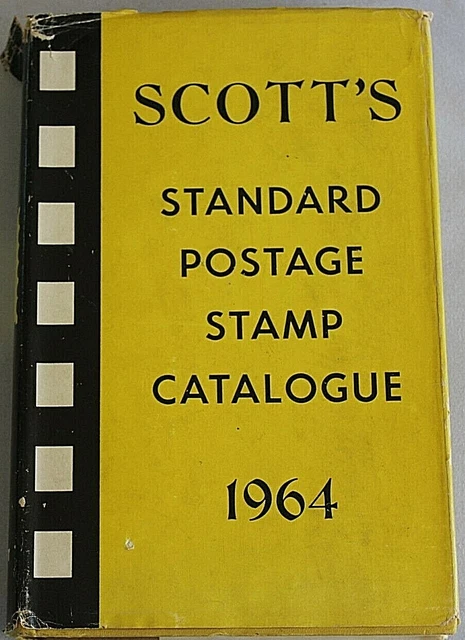 SCOTT'S
STANDARD
POSTAGE
STAMP
CATALOGUE
1964